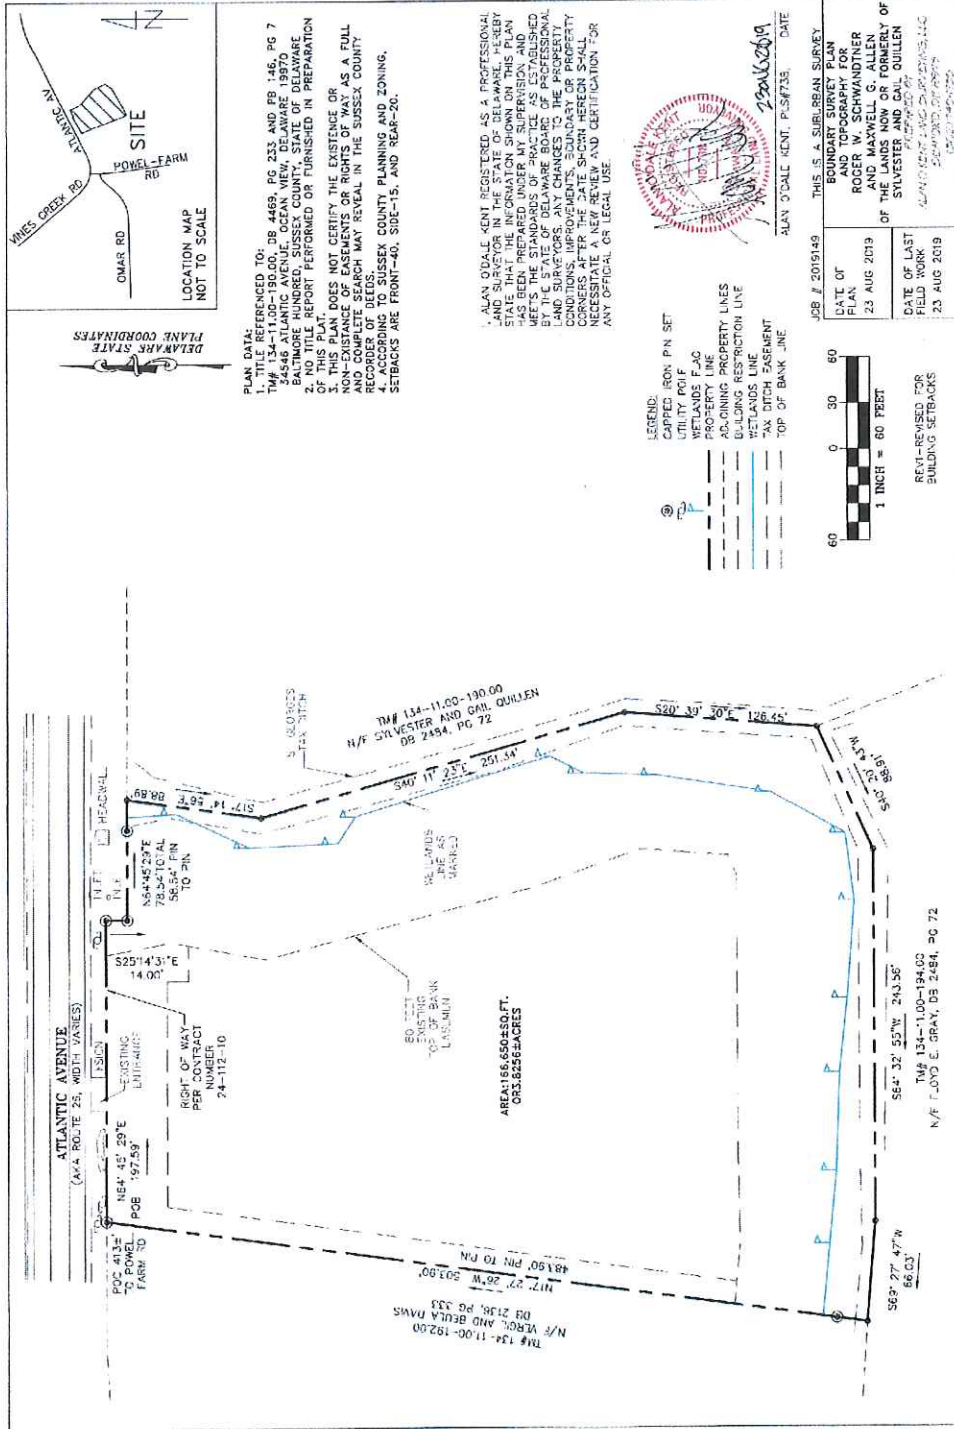 VINES CREEK RD
ATLANTIC AV
POWEL-FARM
RD
OMAR RD
SITE
N
LOCATION MAP
NOT TO SCALE
DELAWARE STATE
PLANE COORDINATES
PLAN DATA:
1. TITLE REFERENCED TO:
TM# 134-11.00-190.00, DB 4469, PG 233 AND PB 146, PG 7
34546 ATLANTIC AVENUE, OCEAN VIEW, DELAWARE 19970
BALTIMORE HUNDRED, SUSSEX COUNTY, STATE OF DELAWARE
2. NO TITLE REPORT PERFORMED OR FURNISHED IN PREPARATION
OF THIS PLAT.
3. THIS PLAN DOES NOT CERTIFY THE EXISTENCE OR
NON-EXISTANCE OF EASEMENTS OR RIGHTS OF WAY AS A FULL
AND COMPLETE SEARCH MAY REVEAL IN THE SUSSEX COUNTY
RECORDER OF DEEDS.
4. ACCORDING TO SUSSEX COUNTY PLANNING AND ZONING,
SETBACKS ARE FRONT-40, SIDE-15, AND REAR-20.
ALAN O'DALE KENT REGISTERED AS A PROFESSIONAL
LAND SURVEYOR IN THE STATE OF DELAWARE, HEREBY
STATE THAT THE INFORMATION SHOWN ON THIS PLAN
HAS BEEN PREPARED UNDER MY SUPERVISION AND
MEETS THE STANDARDS OF PRACTICE AS ESTABLISHED
BY THE STATE OF DELAWARE BOARD OF PROFESSIONAL
LAND SURVEYORS. ANY CHANGES TO THE PROPERTY
CONDITIONS, IMPROVEMENTS, BOUNDARY OR PROPERTY
CORNERS AFTER THE DATE SHOWN HEREON SHALL
NECESSITATE A NEW REVIEW AND CERTIFICATION FOR
ANY OFFICIAL OR LEGAL USE.
ALAN O'DALE KENT
23 AUG 2019
ALAN O'DALE KENT, PLS#738, DATE
LEGEND:
CAPPED IRON PIN SET
UTILITY POLE
WETLANDS FLAG
PROPERTY LINE
ADJOINING PROPERTY LINES
BUILDING RESTRICTION LINE
WETLANDS LINE
TAX DITCH EASEMENT
TOP OF BANK LINE
60 0 30 60
1 INCH = 60 FEET
REV1-REVISED FOR
BUILDING SETBACKS
JOB # 2019149
THIS IS A SUBURBAN SURVEY
DATE OF
PLAN
23 AUG 2019
DATE OF LAST
FIELD WORK
23 AUG 2019
BOUNDARY SURVEY PLAN
AND TOPOGRAPHY FOR
ROGER W. SCHWANDTNER
AND MAXWELL G. ALLEN
OF THE LANDS NOW OR FORMERLY OF
SYLVESTER AND GAIL QUILLEN
PREPARED BY
ATLANTIC AVENUE
(AKA ROUTE 26, WIDTH VARIES)
POC 413±'
TO POWEL
FARM RD
POB
N64° 45' 29"E
197.59'
SIGN
EXISTING
ENTRANCE
RIGHT OF WAY
PER CONTRACT
NUMBER
24-112-10
S25°14'31"E
14.00'
INLET
HEADWALL
N64°45'29"E
78.54' TOTAL
58.54' PIN
TO PIN
S17° 14' 56"E 88.89'
S. GEORGES
TAX DITCH
TM# 134-11.00-190.00
N/F SYLVESTER AND GAIL QUILLEN
DB 2484, PG 72
S40° 11' 23"E 251.34'
WETLANDS
LINE AS
MARKED
80 FEET
EXISTING
TOP OF BANK
EASEMENT
AREA:166,650±SQ.FT.
OR3.8256±ACRES
S20° 39' 30"E 126.45'
S40° 20' 43"W
88.91'
S64° 32' 55"W 243.56'
TM# 134-11.00-194.00
N/F FLOYD E. GRAY, DB 2484, PG 72
S69° 27' 47"W
66.03'
N17° 27' 26"W 503.90'
483.90' PIN TO PIN
TM# 134-11.00-192.00
N/F VERGIL AND BEULA DAVIS
DB 2136, PG 333